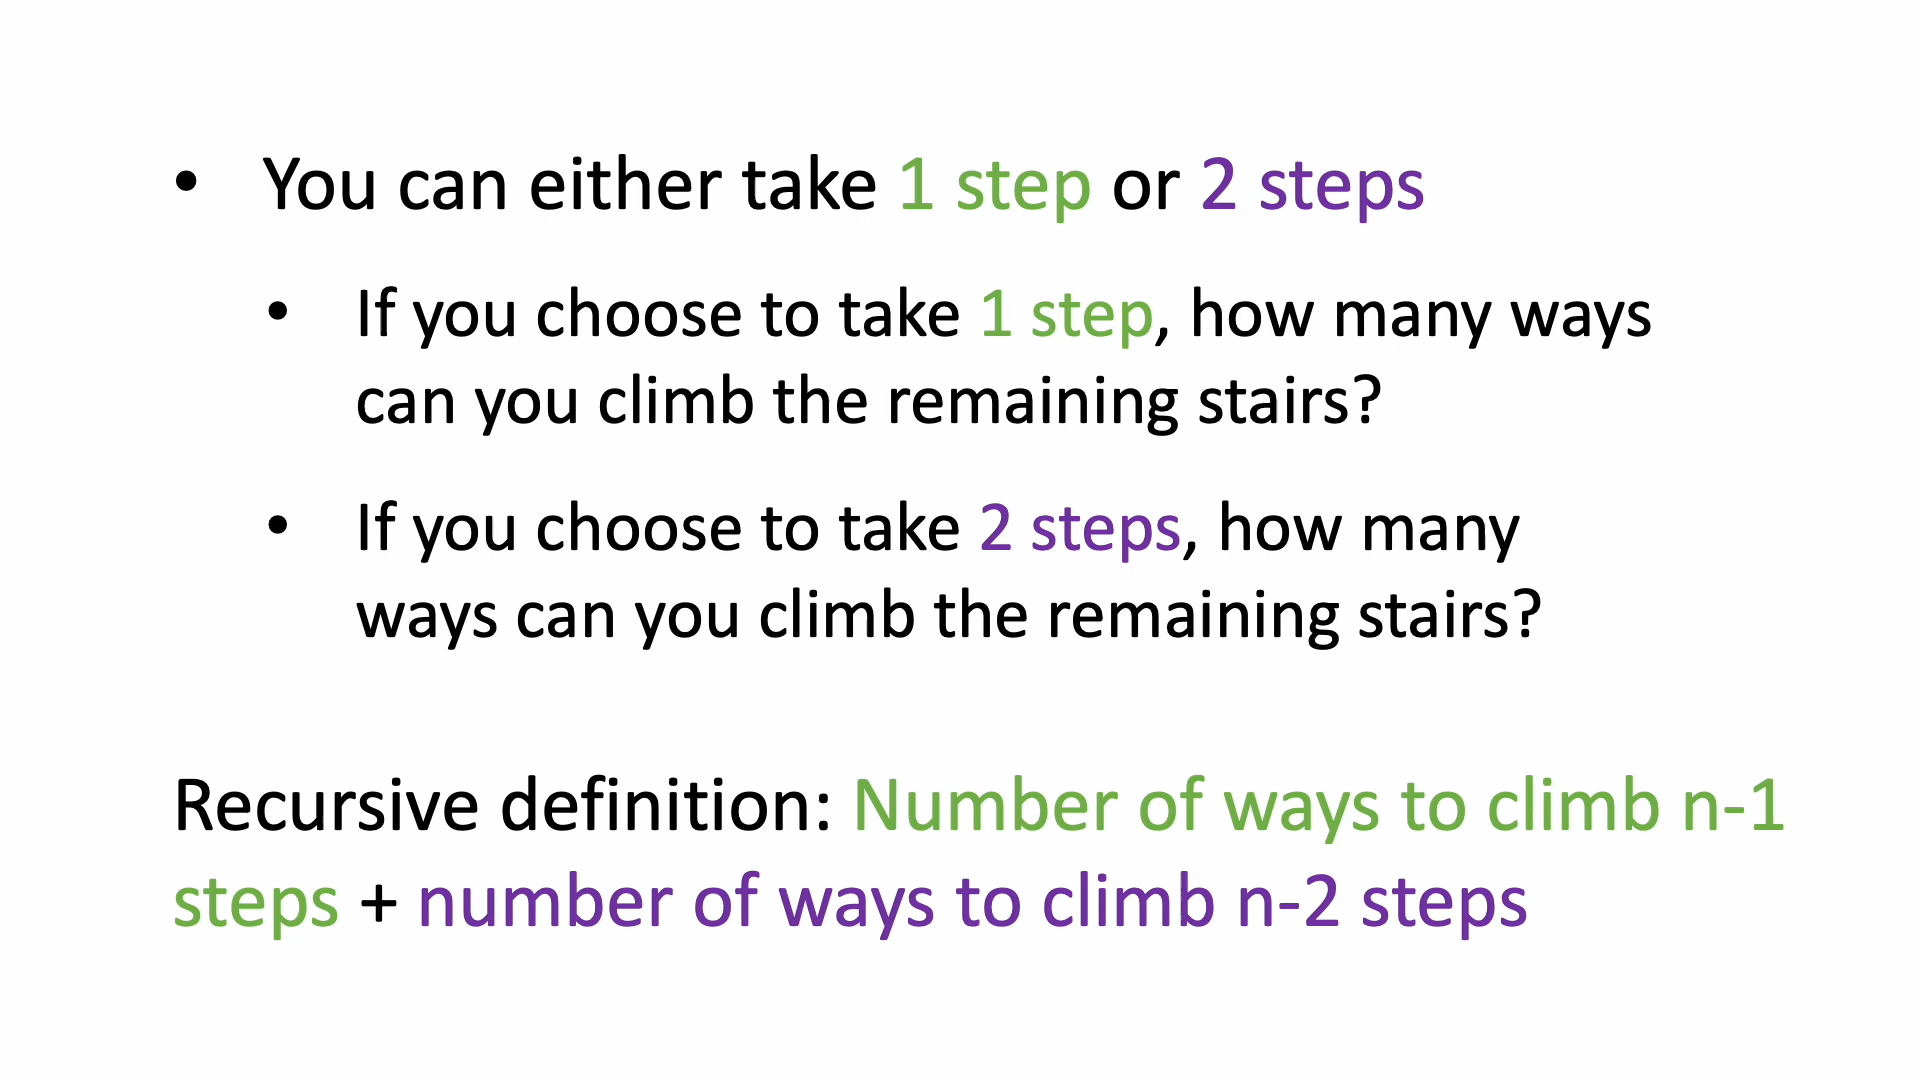 • You can either take 1 step or 2 steps
• If you choose to take 1 step, how many ways
can you climb the remaining stairs?
• If you choose to take 2 steps, how many
ways can you climb the remaining stairs?
Recursive definition: Number of ways to climb n-1
steps + number of ways to climb n-2 steps